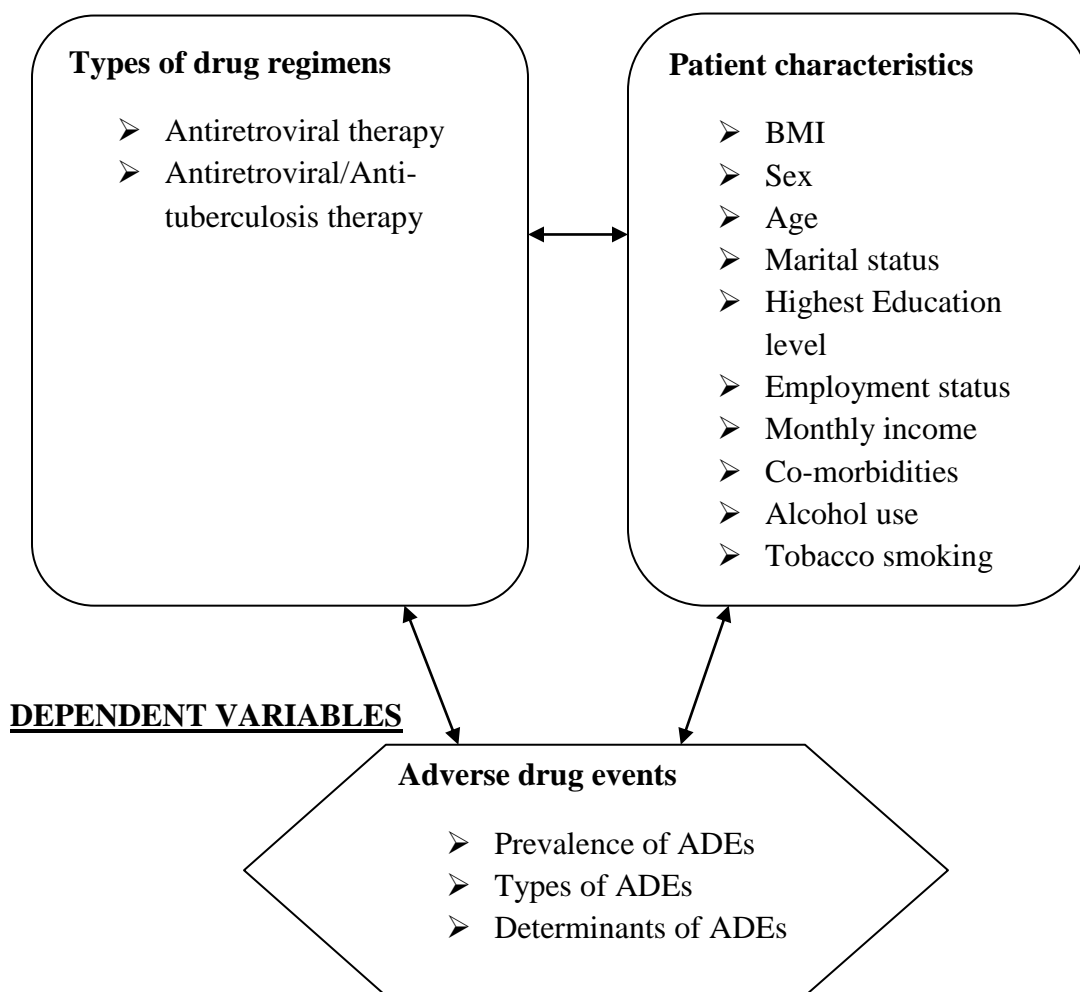 Types of drug regimens
➢ Antiretroviral therapy
➢ Antiretroviral/Anti-
tuberculosis therapy
Patient characteristics
➢ BMI
➢ Sex
➢ Age
➢ Marital status
➢ Highest Education
level
➢ Employment status
➢ Monthly income
➢ Co-morbidities
➢ Alcohol use
➢ Tobacco smoking
DEPENDENT VARIABLES
Adverse drug events
➢ Prevalence of ADEs
➢ Types of ADEs
➢ Determinants of ADEs